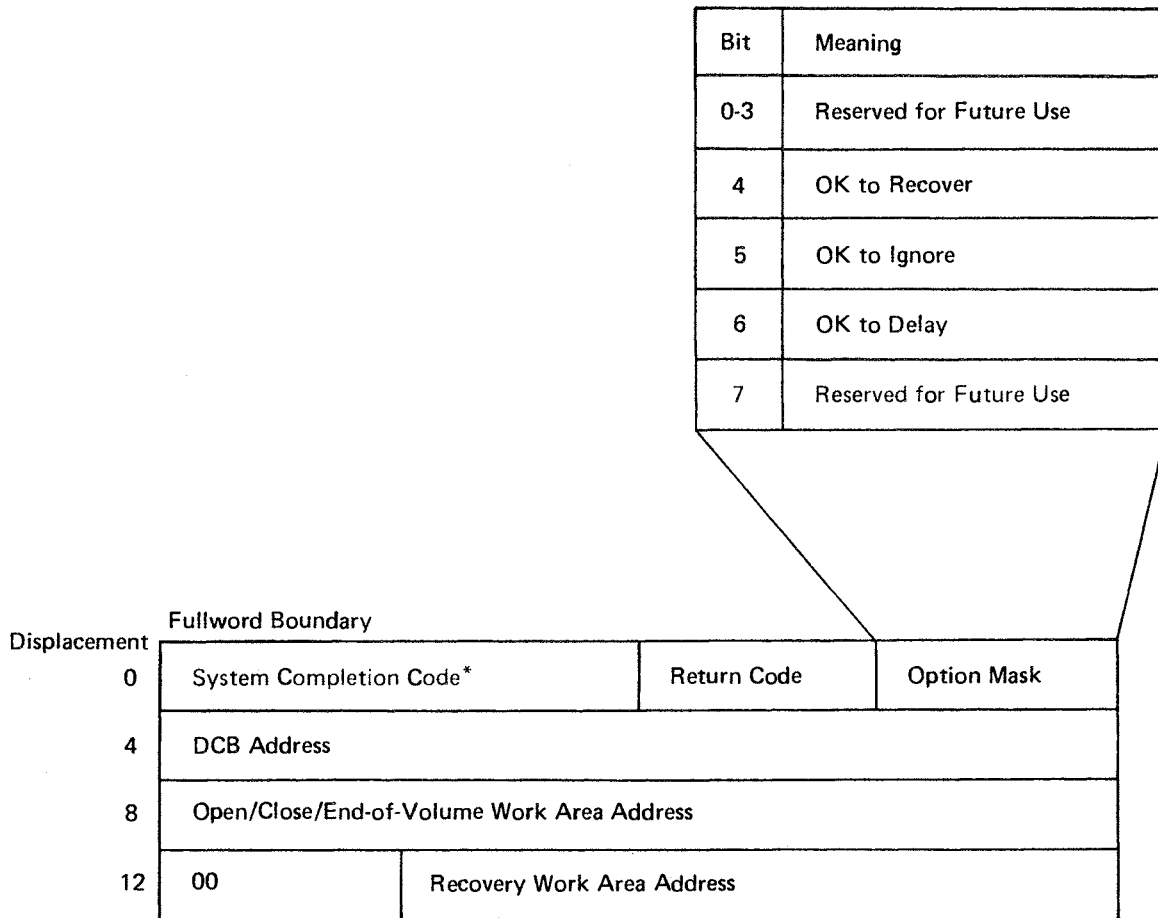 Bit Meaning
0-3 Reserved for Future Use
4 OK to Recover
5 OK to Ignore
6 OK to Delay
7 Reserved for Future Use
Fullword Boundary
Displacement
0 System Completion Code* Return Code Option Mask
4 DCB Address
8 Open/Close/End-of-Volume Work Area Address
12 00 Recovery Work Area Address